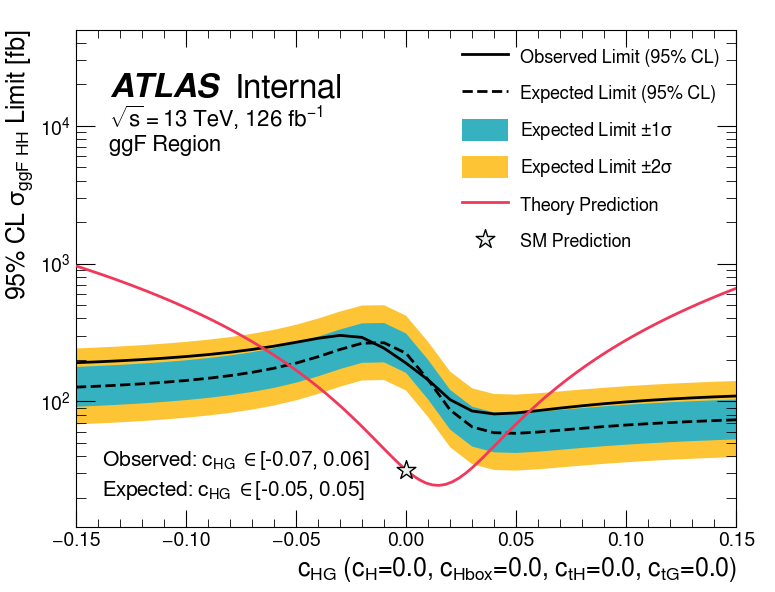 95% CL σggF HH Limit [fb]
ATLAS Internal
√s = 13 TeV, 126 fb⁻¹
ggF Region
Observed Limit (95% CL)
Expected Limit (95% CL)
Expected Limit ±1σ
Expected Limit ±2σ
Theory Prediction
SM Prediction
10⁴
10³
10²
Observed: cHG ∈[-0.07, 0.06]
Expected: cHG ∈[-0.05, 0.05]
−0.15 −0.10 −0.05 0.00 0.05 0.10 0.15
cHG (cH=0.0, cHbox=0.0, ctH=0.0, ctG=0.0)